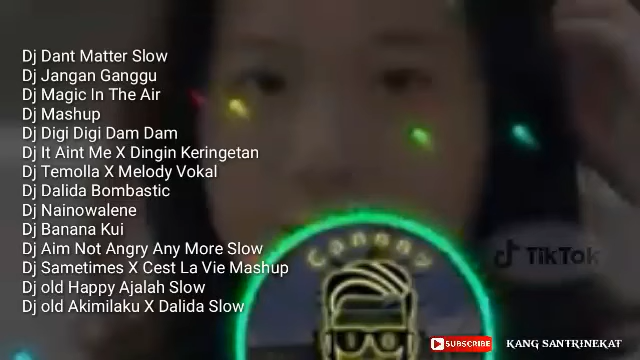 Dj Dant Matter Slow
Dj Jangan Ganggu
Dj Magic In The Air
Dj Mashup
Dj Digi Digi Dam Dam
Dj It Aint Me X Dingin Keringetan
Dj Temolla X Melody Vokal
Dj Dalida Bombastic
Dj Nainowalene
Dj Banana Kui
Dj Aim Not Angry Any More Slow
Dj Sametimes X Cest La Vie Mashup
Dj old Happy Ajalah Slow
Dj old Akimilaku X Dalida Slow
TikTok
SUBSCRIBE
KANG SANTRINEKAT